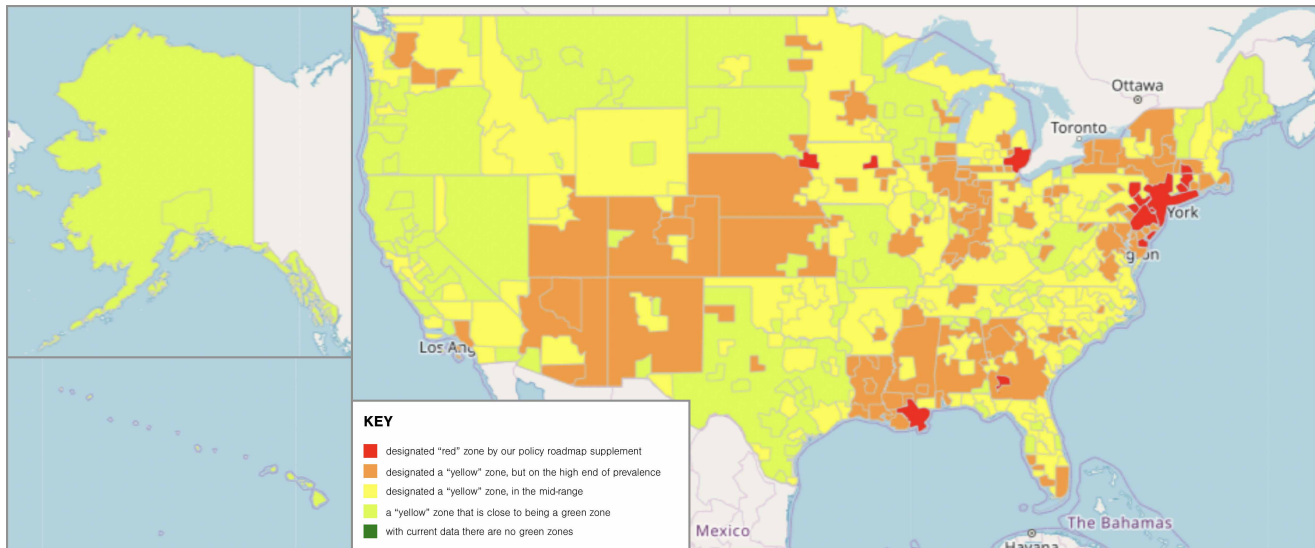 Ottawa
Toronto
York
g on
Los Ang
KEY
designated “red” zone by our policy roadmap supplement
designated a “yellow” zone, but on the high end of prevalence
designated a “yellow” zone, in the mid-range
a “yellow” zone that is close to being a green zone
with current data there are no green zones
Mexico
The Bahamas
Havana